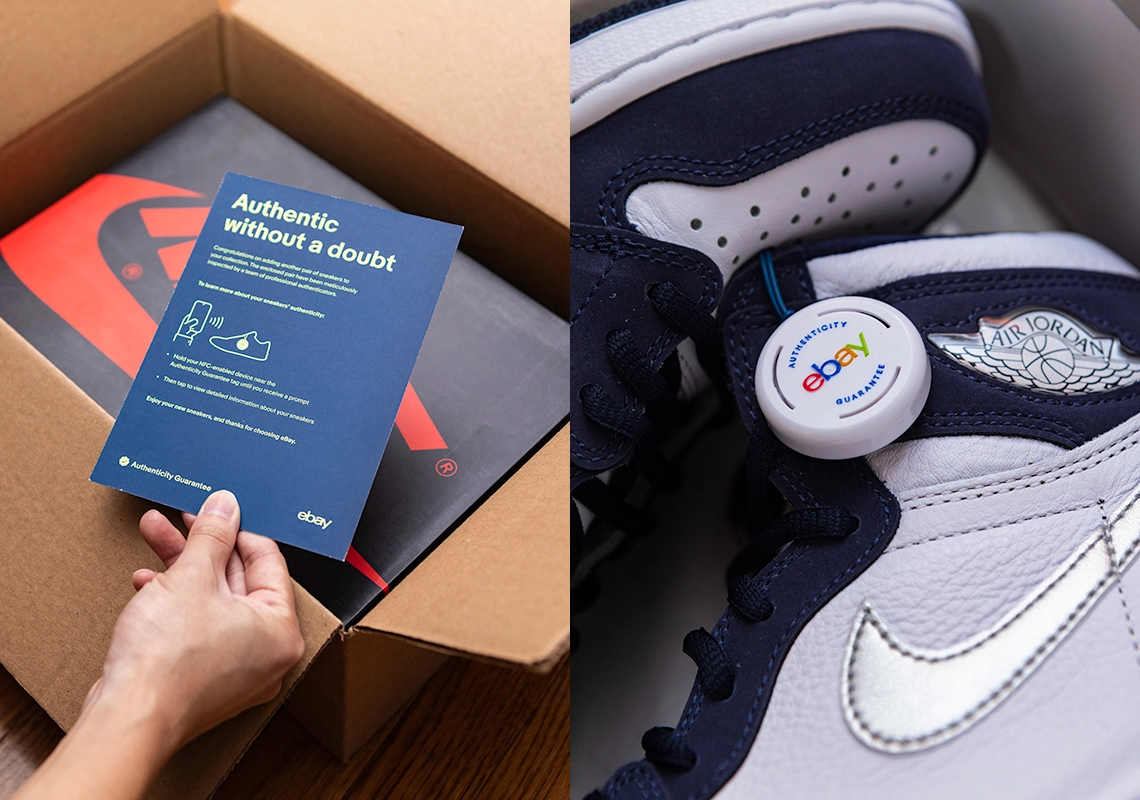 Authentic
without a doubt
Congratulations on adding another pair of sneakers to
your collection. The enclosed pair have been meticulously
inspected by a team of professional authenticators.
To learn more about your sneakers' authenticity:
• Hold your NFC-enabled device near the
Authenticity Guarantee tag until you receive a prompt
• Then tap to view detailed information about your sneakers
Enjoy your new sneakers, and thanks for choosing eBay.
Authenticity Guarantee
ebay
®
®
AUTHENTICITY
ebay
GUARANTEE
AIR JORDAN